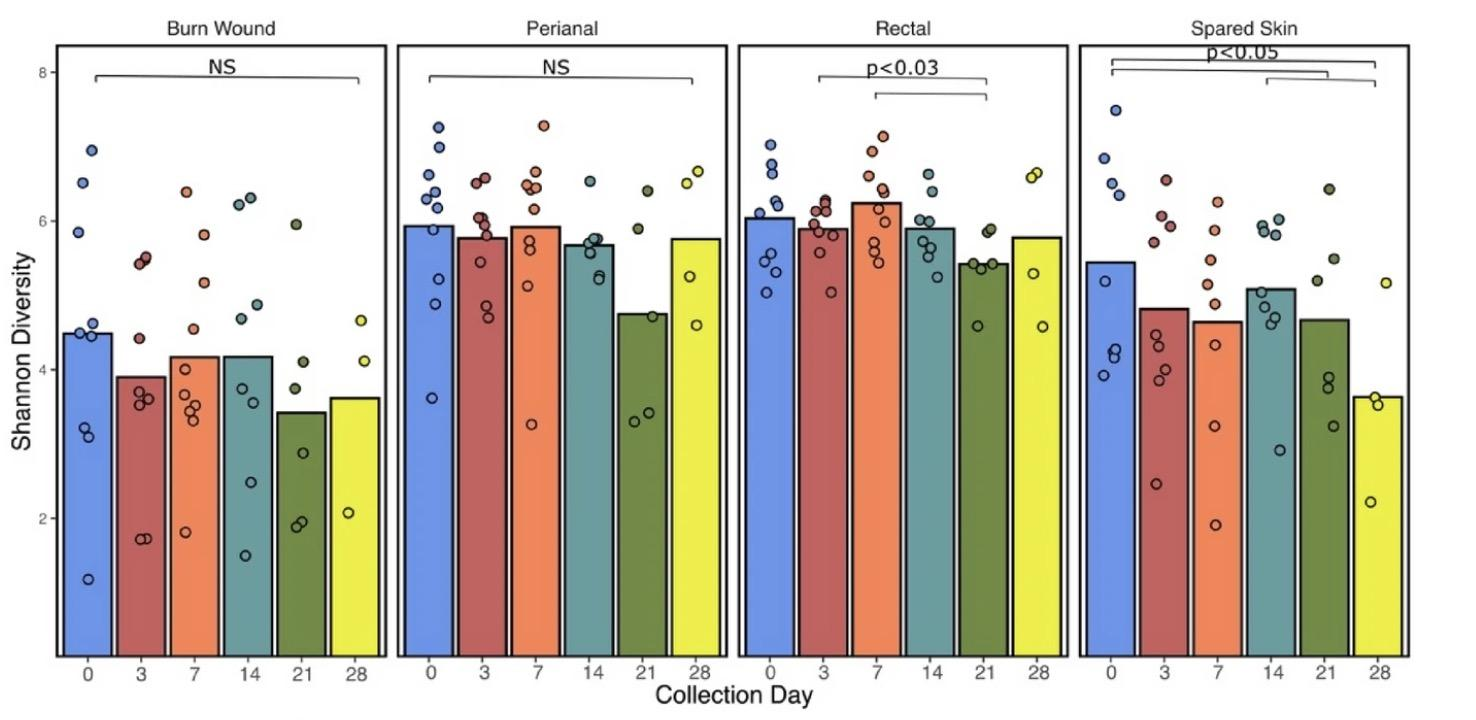 Burn Wound Perianal Rectal Spared Skin
NS NS p<0.03 p<0.05
8
6
4
2
Shannon Diversity
0 3 7 14 21 28 0 3 7 14 21 28 0 3 7 14 21 28 0 3 7 14 21 28
Collection Day